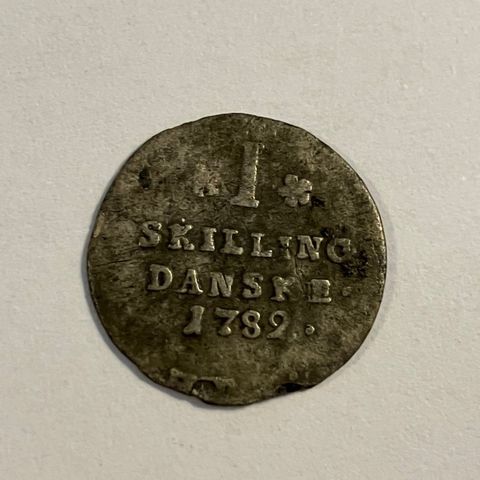 1
SKILLING
DANSKE.
1782.